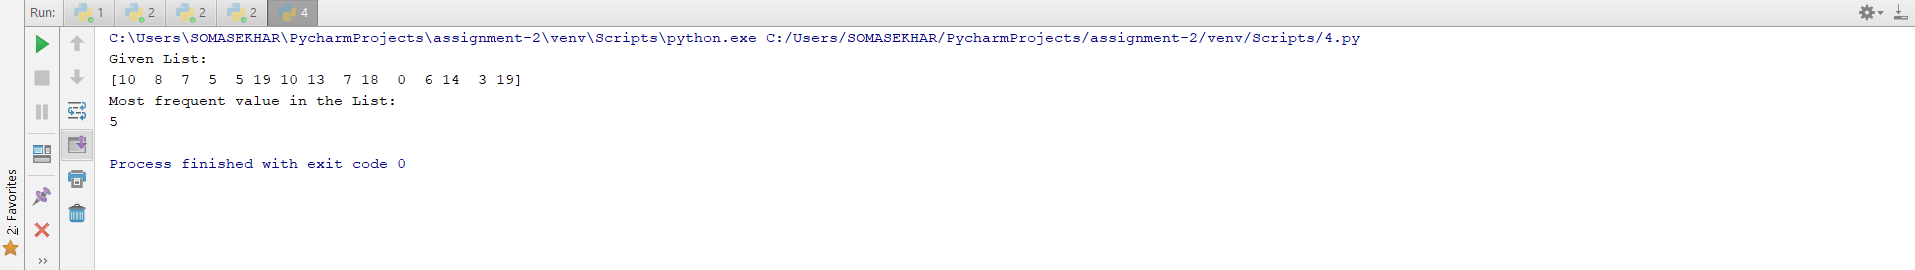 Run: 1 2 2 2 4
C:\Users\SOMASEKHAR\PycharmProjects\assignment-2\venv\Scripts\python.exe C:/Users/SOMASEKHAR/PycharmProjects/assignment-2/venv/Scripts/4.py
Given List:
[10  8  7  5  5 19 10 13  7 18  0  6 14  3 19]
Most frequent value in the List:
5
Process finished with exit code 0
2: Favorites